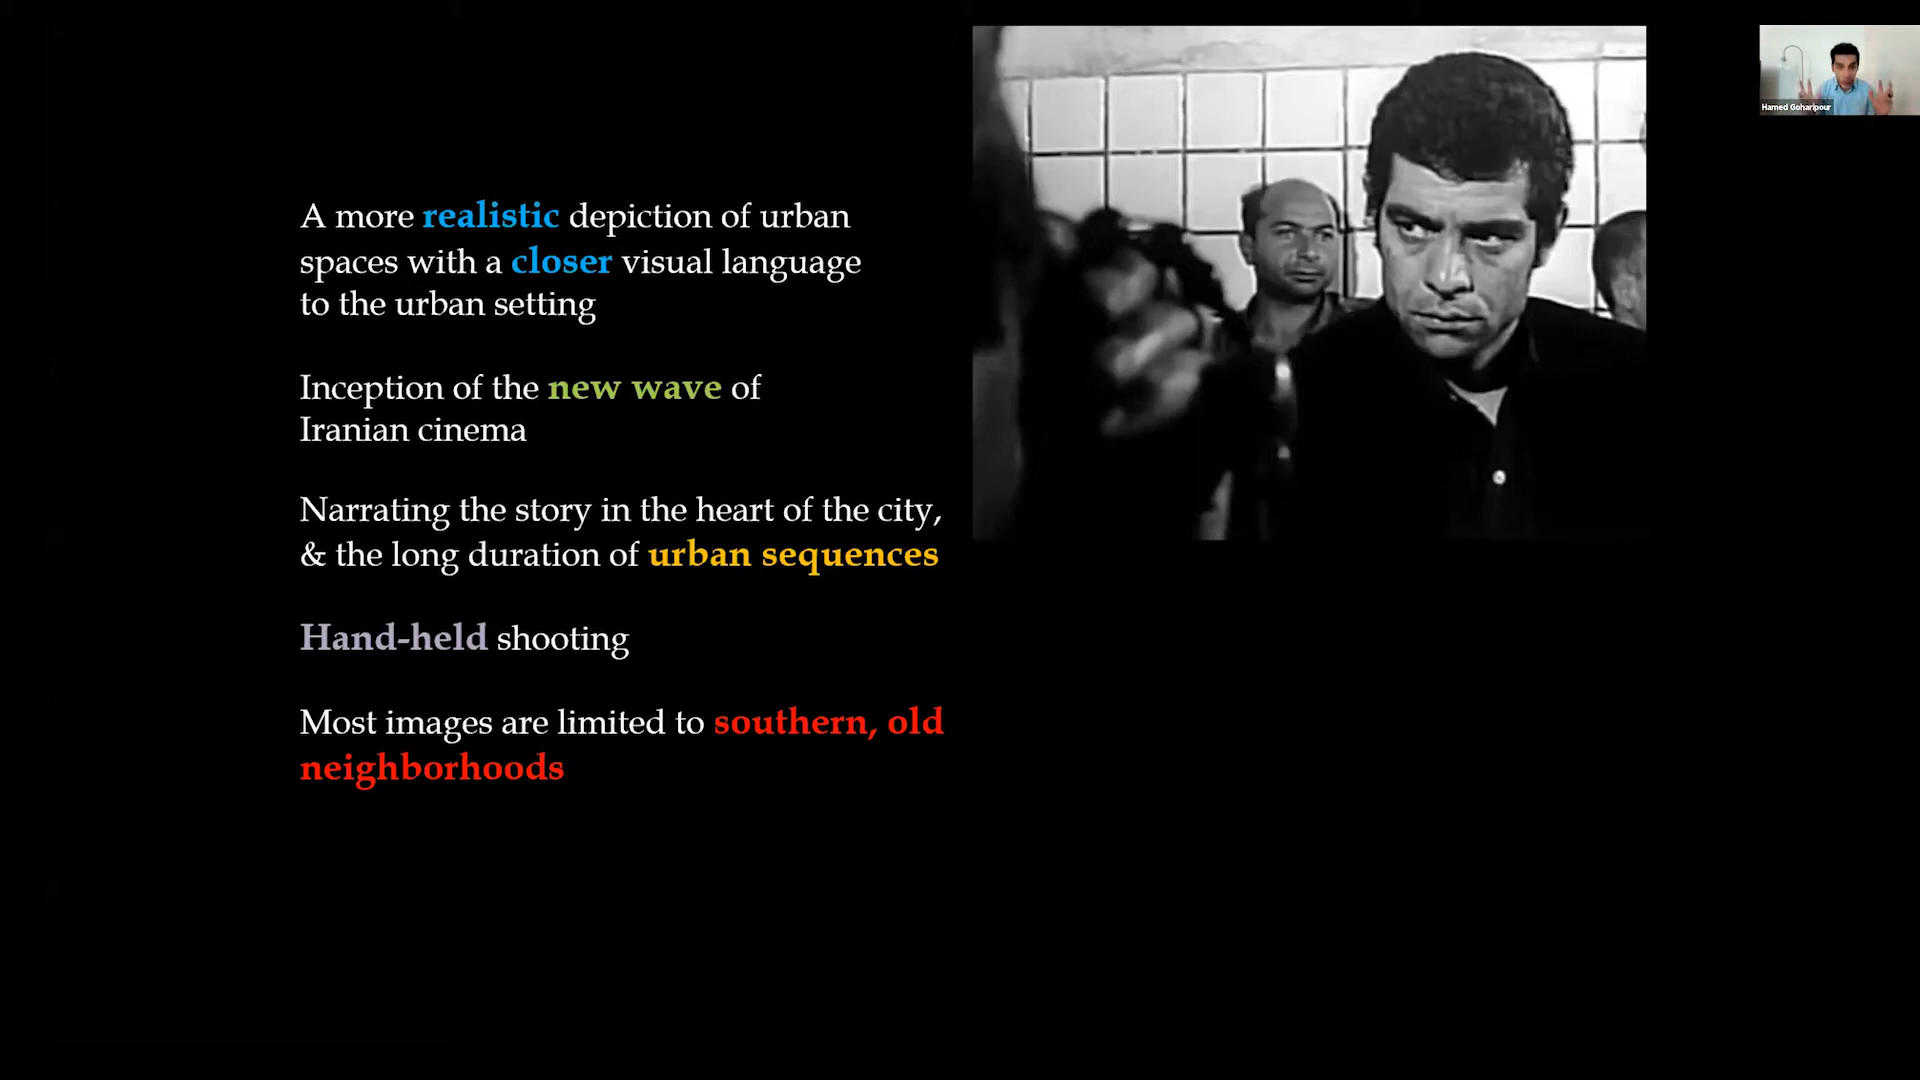 A more realistic depiction of urban
spaces with a closer visual language
to the urban setting
Inception of the new wave of
Iranian cinema
Narrating the story in the heart of the city,
& the long duration of urban sequences
Hand-held shooting
Most images are limited to southern, old
neighborhoods
Hamed Goharipour